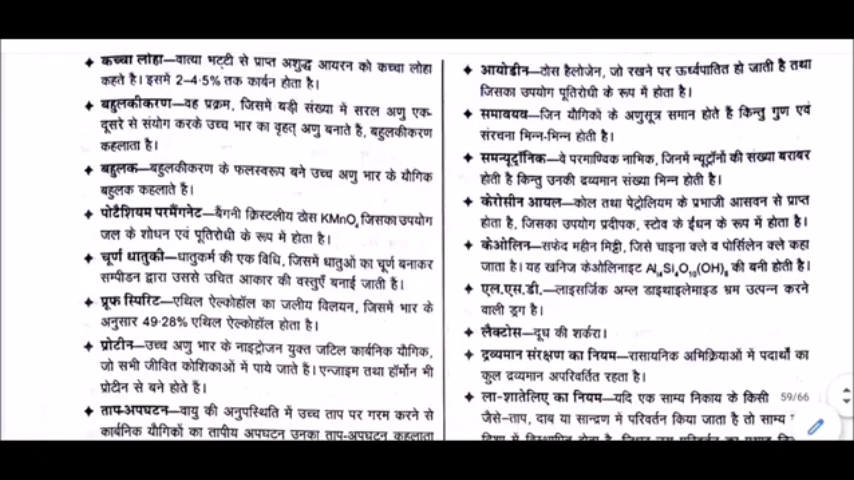 ✦ कच्चा लोहा—वात्या भट्टी से प्राप्त अशुद्ध आयरन को कच्चा लोहा
कहते है। इसमें 2–4·5% तक कार्बन होता है।
✦ बहुलकीकरण—वह प्रक्रम, जिसमें बड़ी संख्या में सरल अणु एक-
दूसरे से संयोग करके उच्च भार का वृहत् अणु बनाते है, बहुलकीकरण
कहलाता है।
✦ बहुलक—बहुलकीकरण के फलस्वरूप बने उच्च अणु भार के यौगिक
बहुलक कहलाते है।
✦ पोटैशियम परमैंगनेट—बैंगनी क्रिस्टलीय ठोस KMnO4 जिसका उपयोग
जल के शोधन एवं पूतिरोधी के रूप में होता है।
✦ चूर्ण धातुकी—धातुकर्म की एक विधि, जिसमें धातुओं का चूर्ण बनाकर
सम्पीडन द्वारा उससे उचित आकार की वस्तुएँ बनाई जाती हैं।
✦ प्रूफ स्पिरिट—एथिल ऐल्कोहॉल का जलीय विलयन, जिसमें भार के
अनुसार 49·28% एथिल ऐल्कोहॉल होता है।
✦ प्रोटीन—उच्च अणु भार के नाइट्रोजन युक्त जटिल कार्बनिक यौगिक,
जो सभी जीवित कोशिकाओं में पाये जाते है। एन्जाइम तथा हॉर्मोन भी
प्रोटीन से बने होते हैं।
✦ ताप-अपघटन—वायु की अनुपस्थिति में उच्च ताप पर गरम करने से
कार्बनिक यौगिकों का तापीय अपघटन उनका ताप-अपघटन कहलाता
✦ आयोडीन—ठोस हैलोजेन, जो रखने पर ऊर्ध्वपातित हो जाती है तथा
जिसका उपयोग पूतिरोधी के रूप में होता है।
✦ समावयव—जिन यौगिकों के अणुसूत्र समान होते है किन्तु गुण एवं
संरचना भिन्न-भिन्न होती है।
✦ समन्यूट्रॉनिक—वे परमाण्विक नाभिक, जिनमें न्यूट्रॉनों की संख्या बराबर
होती है किन्तु उनकी द्रव्यमान संख्या भिन्न होती है।
✦ केरोसीन आयल—कोल तथा पेट्रोलियम के प्रभाजी आसवन से प्राप्त
होता है, जिसका उपयोग प्रदीपक, स्टोव के ईंधन के रूप में होता है।
✦ केओलिन—सफेद महीन मिट्टी, जिसे चाइना क्ले व पोर्सिलेन क्ले कहा
जाता है। यह खनिज केओलिनाइट Al4Si4O10(OH)8 की बनी होती है।
✦ एल.एस.डी.—लाइसर्जिक अम्ल डाइथाइलेमाइड भ्रम उत्पन्न करने
वाली ड्रग है।
✦ लैक्टोस—दूध की शर्करा।
✦ द्रव्यमान संरक्षण का नियम—रासायनिक अभिक्रियाओं में पदार्थों का
कुल द्रव्यमान अपरिवर्तित रहता है।
✦ ला-शातेलिए का नियम—यदि एक साम्य निकाय के किसी 59/66
जैसे–ताप, दाब या सान्द्रण में परिवर्तन किया जाता है तो साम्य